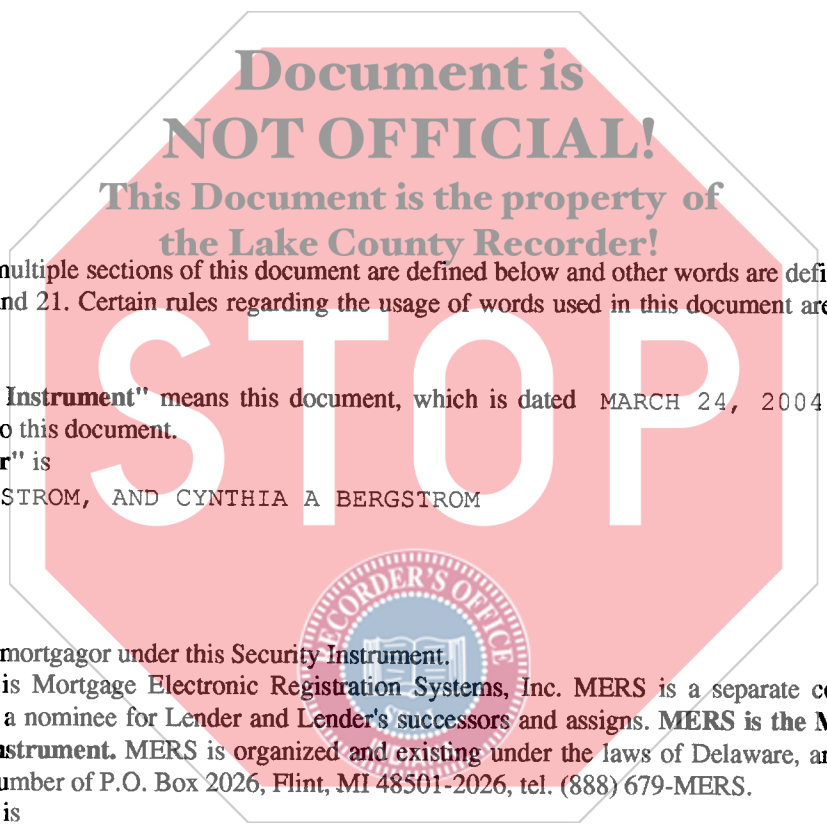 Document is
NOT OFFICIAL!
This Document is the property of
the Lake County Recorder!
multiple sections of this document are defined below and other words are defi
nd 21. Certain rules regarding the usage of words used in this document are
STOP
Instrument" means this document, which is dated MARCH 24, 2004
o this document.
r" is
STROM, AND CYNTHIA A BERGSTROM
RECORDER'S OFFICE
mortgagor under this Security Instrument.
is Mortgage Electronic Registration Systems, Inc. MERS is a separate co
a nominee for Lender and Lender's successors and assigns. MERS is the M
nstrument. MERS is organized and existing under the laws of Delaware, an
umber of P.O. Box 2026, Flint, MI 48501-2026, tel. (888) 679-MERS.
is